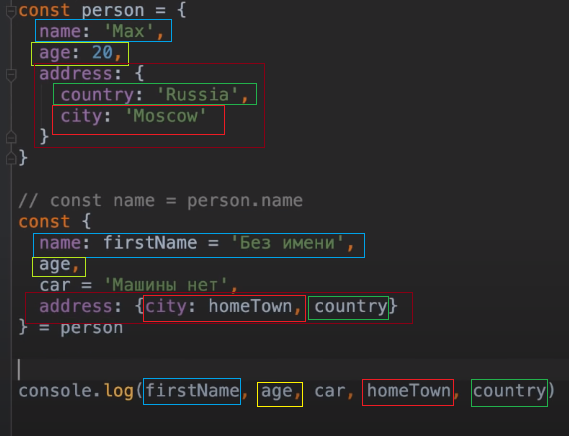 const person = {
name: 'Max',
age: 20,
address: {
country: 'Russia',
city: 'Moscow'
}
}
// const name = person.name
const {
name: firstName = 'Без имени',
age,
car = 'Машины нет',
address: {city: homeTown, country}
} = person
console.log(firstName, age, car, homeTown, country)